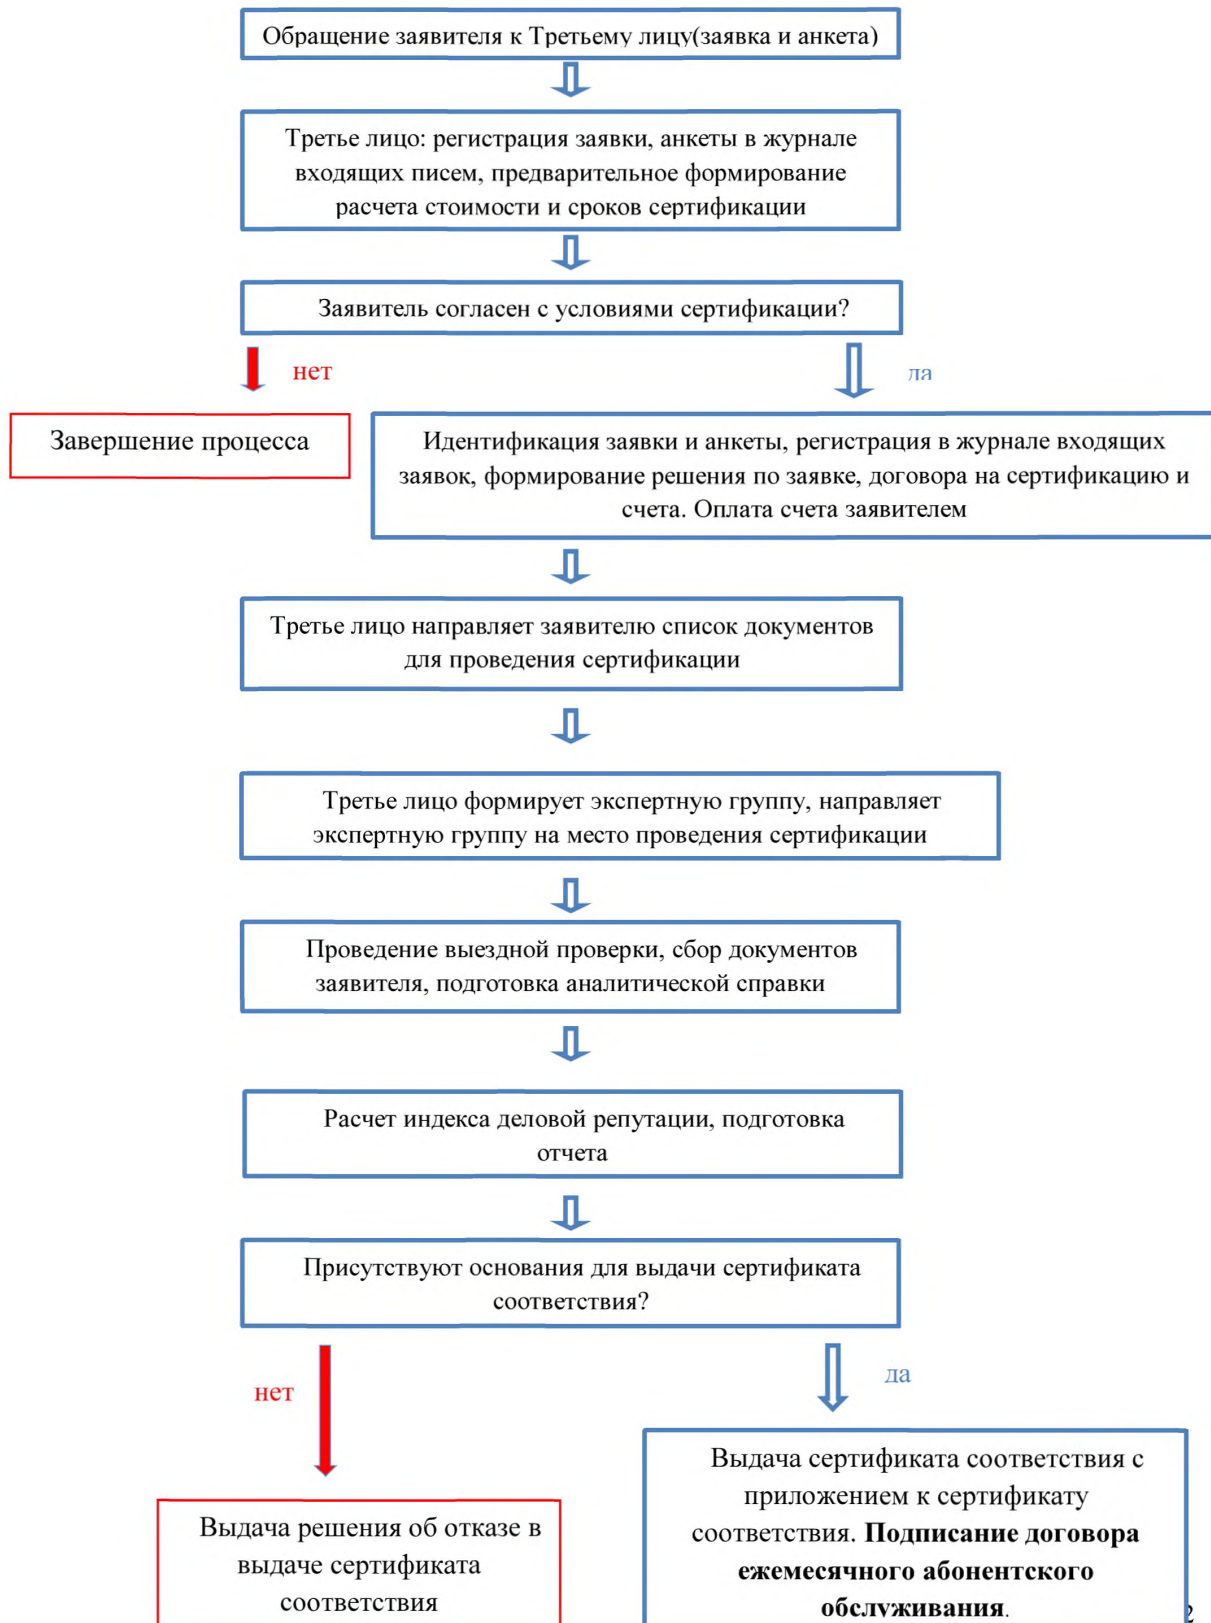 Обращение заявителя к Третьему лицу(заявка и анкета)
Третье лицо: регистрация заявки, анкеты в журнале
входящих писем, предварительное формирование
расчета стоимости и сроков сертификации
Заявитель согласен с условиями сертификации?
нет
да
Завершение процесса
Идентификация заявки и анкеты, регистрация в журнале входящих
заявок, формирование решения по заявке, договора на сертификацию и
счета. Оплата счета заявителем
Третье лицо направляет заявителю список документов
для проведения сертификации
Третье лицо формирует экспертную группу, направляет
экспертную группу на место проведения сертификации
Проведение выездной проверки, сбор документов
заявителя, подготовка аналитической справки
Расчет индекса деловой репутации, подготовка
отчета
Присутствуют основания для выдачи сертификата
соответствия?
нет
да
Выдача решения об отказе в
выдаче сертификата
соответствия
Выдача сертификата соответствия с
приложением к сертификату
соответствия. Подписание договора
ежемесячного абонентского
обслуживания.